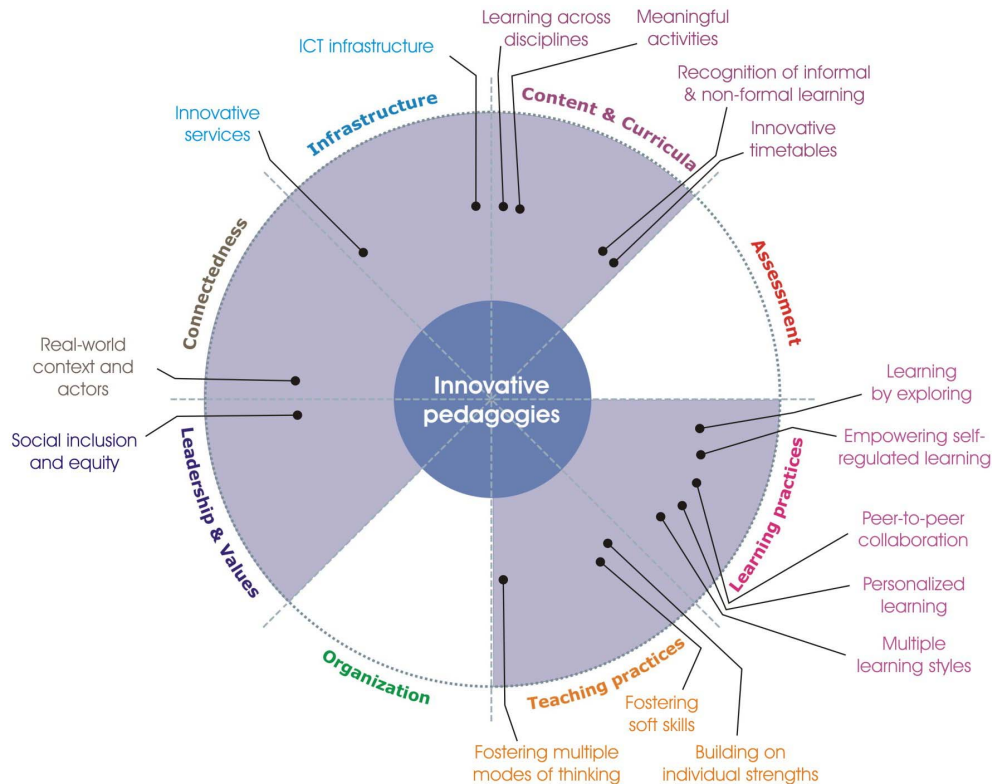 Learning across
disciplines
Meaningful
activities
ICT infrastructure
Recognition of informal
& non-formal learning
Innovative
services
Innovative
timetables
Infrastructure
Content & Curricula
Connectedness
Assessment
Real-world
context and
actors
Social inclusion
and equity
Innovative
pedagogies
Learning
by exploring
Empowering self-
regulated learning
Leadership & Values
Learning practices
Peer-to-peer
collaboration
Personalized
learning
Multiple
learning styles
Organization
Teaching practices
Fostering
soft skills
Fostering multiple
modes of thinking
Building on
individual strengths